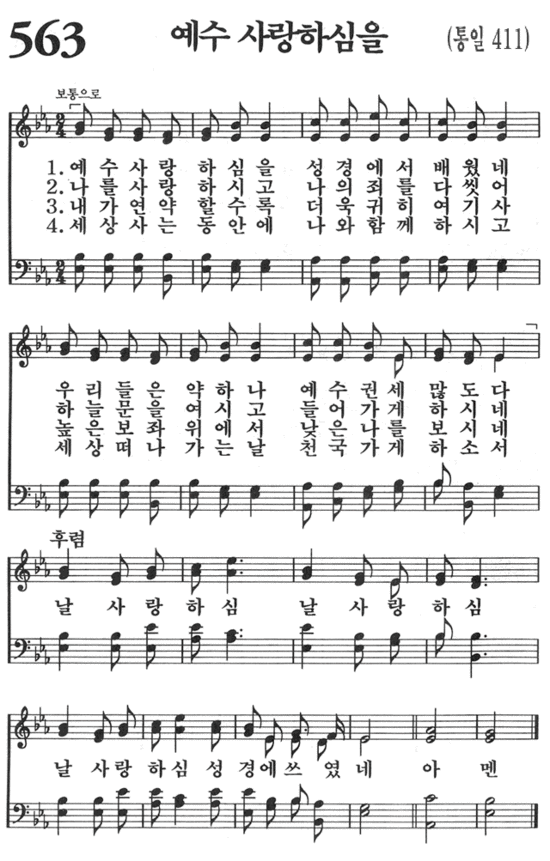 563 예수 사랑하심을 (통일 411)
보통으로
1. 예 수 사 랑 하 심 을 성 경 에 서 배 웠 네
2. 나 를 사 랑 하 시 고 나 의 죄 를 다 씻 어
3. 내 가 연 약 할 수 록 더 욱 귀 히 여 기 사
4. 세 상 사 는 동 안 에 나 와 함 께 하 시 고
우 리 들 은 약 하 나 예 수 권 세 많 도 다
하 늘 문 을 여 시 고 들 어 가 게 하 시 네
높 은 보 좌 위 에 서 낮 은 나 를 보 시 네
세 상 떠 나 가 는 날 천 국 가 게 하 소 서
후렴
날 사 랑 하 심 날 사 랑 하 심
날 사 랑 하 심 성 경 에 쓰 였 네 아 멘